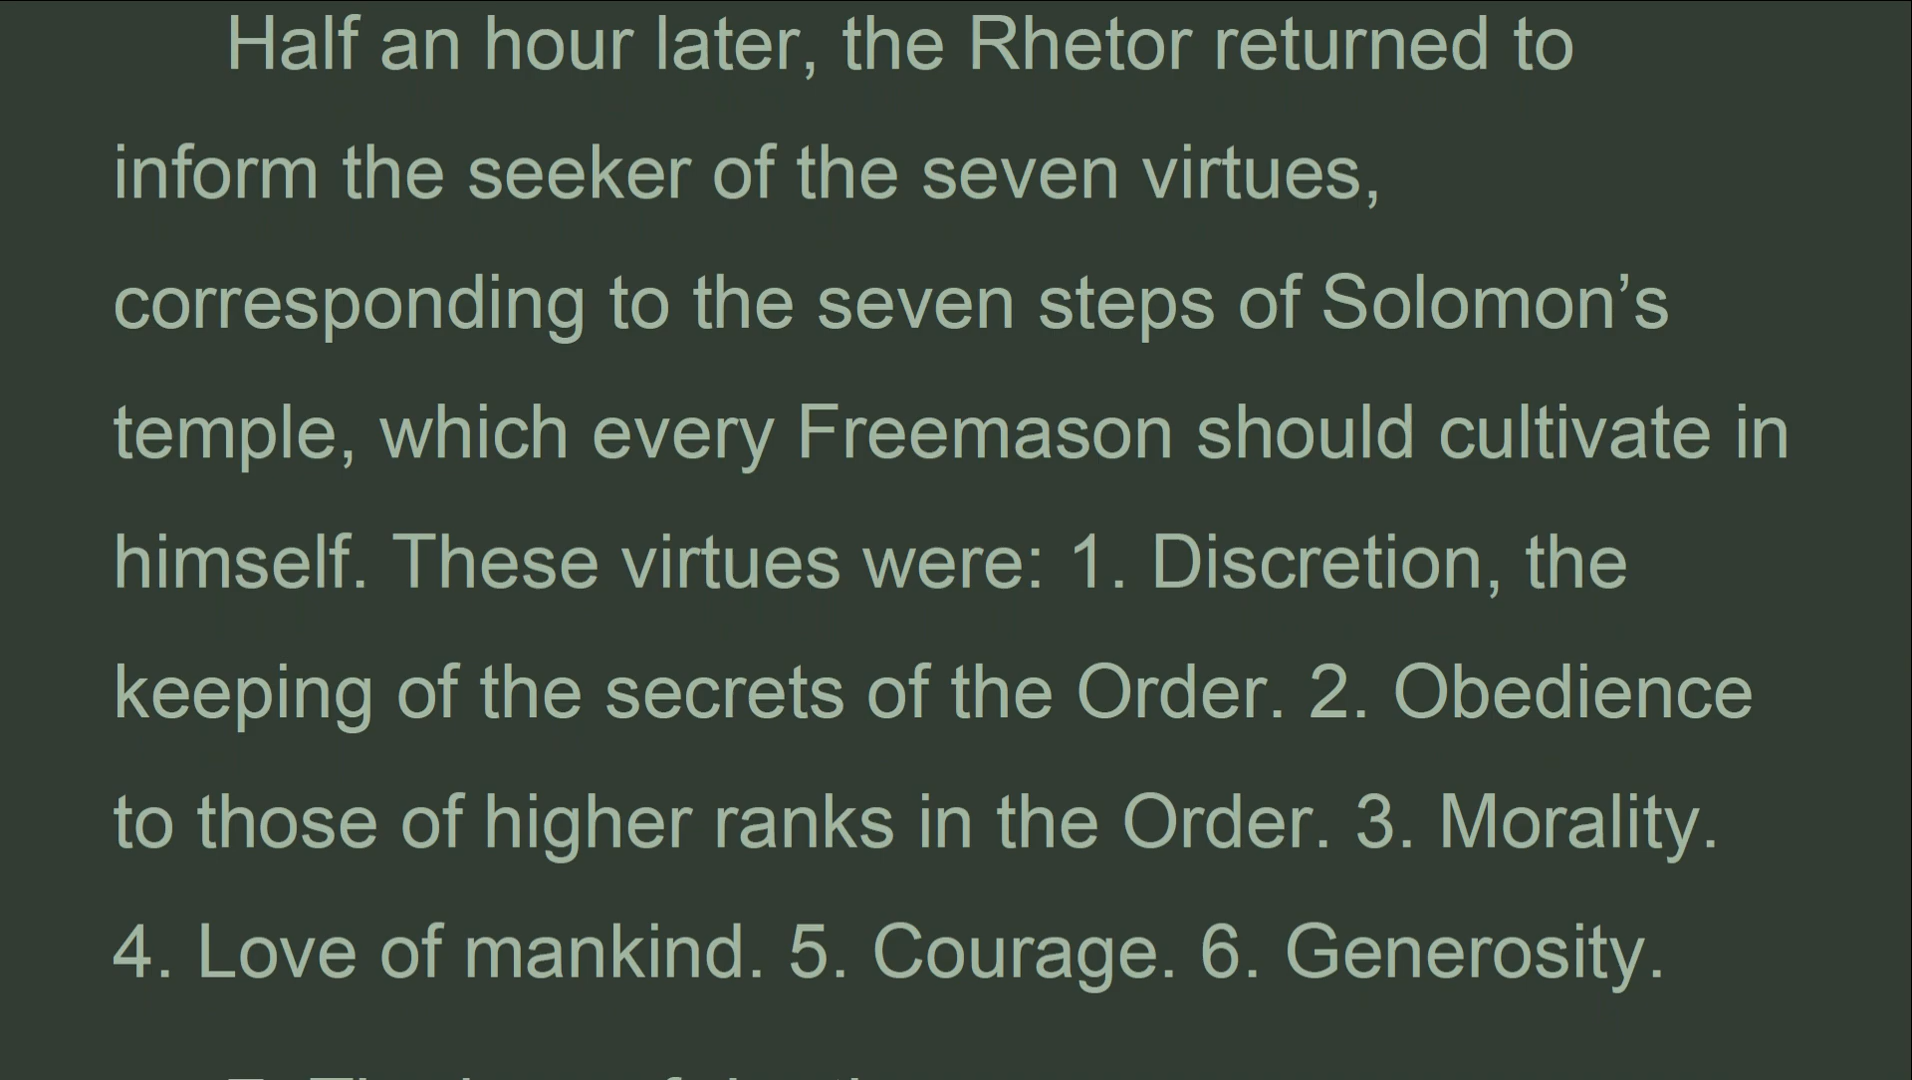 Half an hour later, the Rhetor returned to
inform the seeker of the seven virtues,
corresponding to the seven steps of Solomon’s
temple, which every Freemason should cultivate in
himself. These virtues were: 1. Discretion, the
keeping of the secrets of the Order. 2. Obedience
to those of higher ranks in the Order. 3. Morality.
4. Love of mankind. 5. Courage. 6. Generosity.